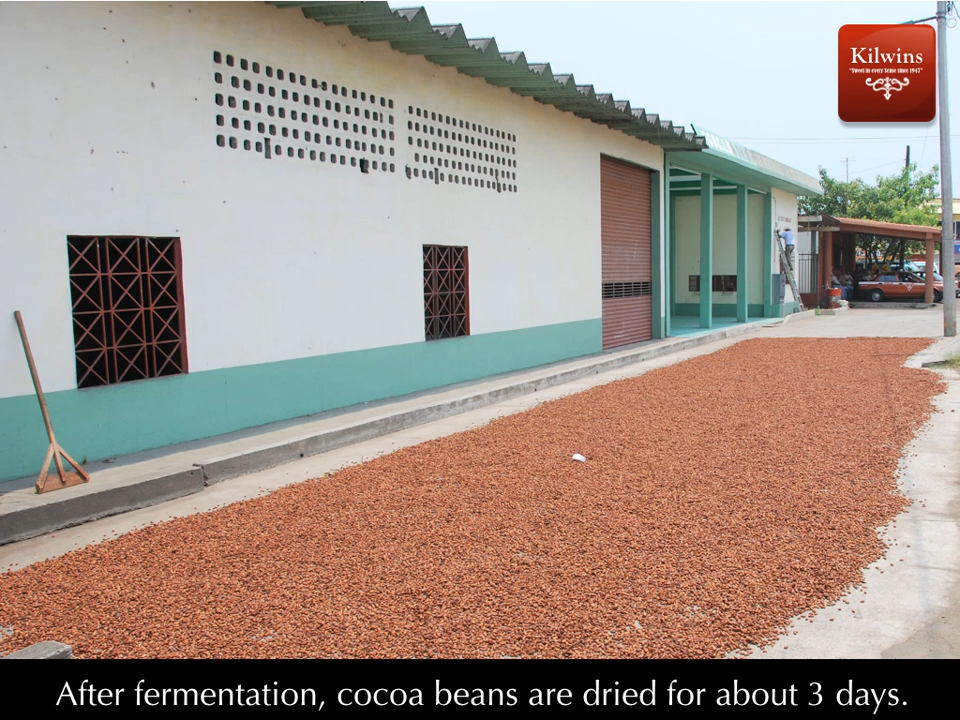 Kilwins
"Sweet in every Sense since 1947"
After fermentation, cocoa beans are dried for about 3 days.